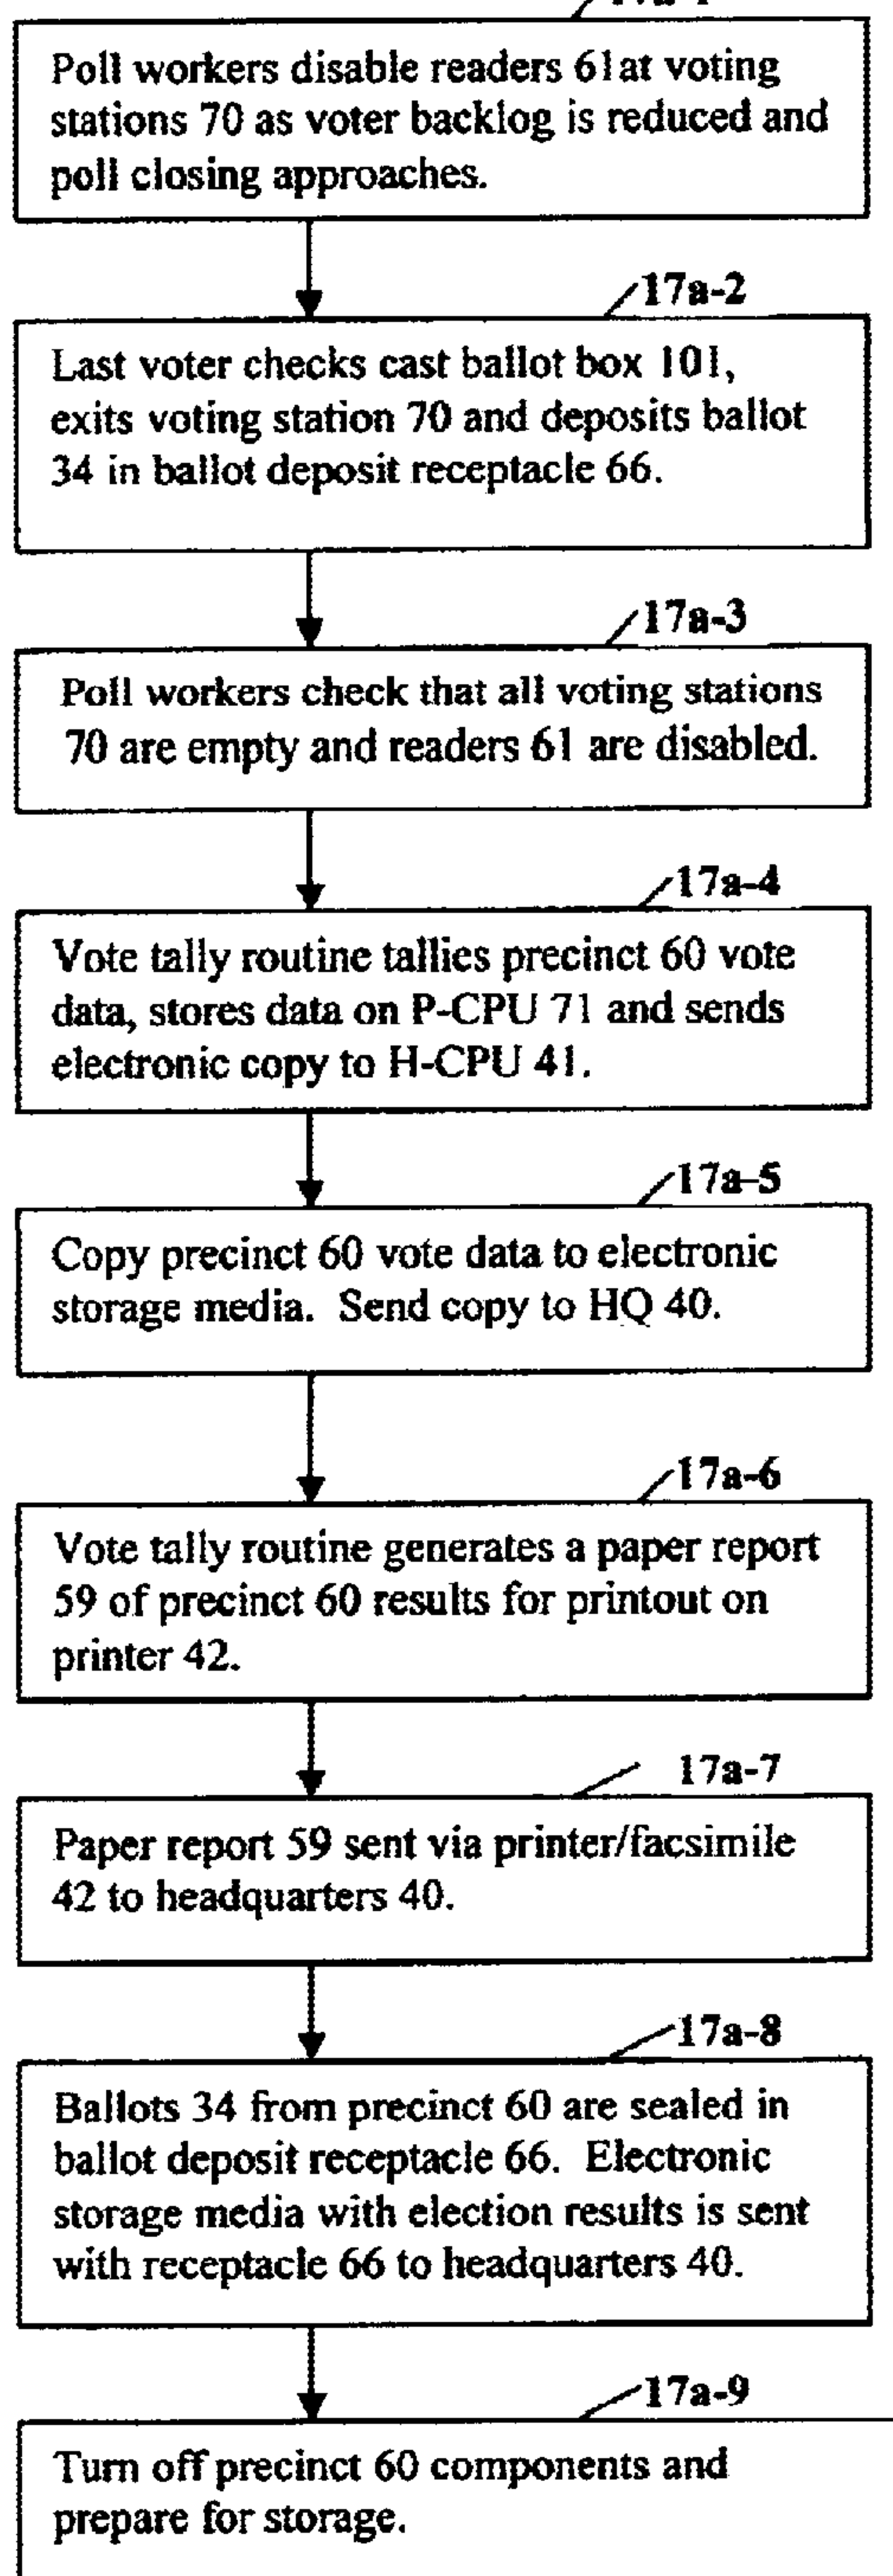 Poll workers disable readers 61at voting
stations 70 as voter backlog is reduced and
poll closing approaches.
17a-2
Last voter checks cast ballot box 101,
exits voting station 70 and deposits ballot
34 in ballot deposit receptacle 66.
17a-3
Poll workers check that all voting stations
70 are empty and readers 61 are disabled.
17a-4
Vote tally routine tallies precinct 60 vote
data, stores data on P-CPU 71 and sends
electronic copy to H-CPU 41.
17a-5
Copy precinct 60 vote data to electronic
storage media.  Send copy to HQ 40.
17a-6
Vote tally routine generates a paper report
59 of precinct 60 results for printout on
printer 42.
17a-7
Paper report 59 sent via printer/facsimile
42 to headquarters 40.
17a-8
Ballots 34 from precinct 60 are sealed in
ballot deposit receptacle 66.  Electronic
storage media with election results is sent
with receptacle 66 to headquarters 40.
17a-9
Turn off precinct 60 components and
prepare for storage.